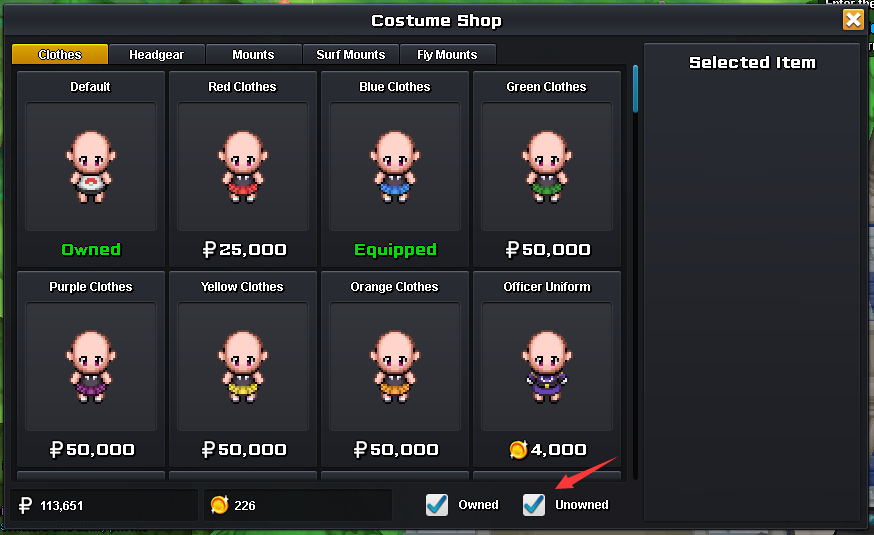 Enter the
Costume Shop
Clothes Headgear Mounts Surf Mounts Fly Mounts
Selected Item
Default Red Clothes Blue Clothes Green Clothes
Owned ₽25,000 Equipped ₽50,000
Purple Clothes Yellow Clothes Orange Clothes Officer Uniform
₽50,000 ₽50,000 ₽50,000 4,000
₽ 113,651 226 Owned Unowned